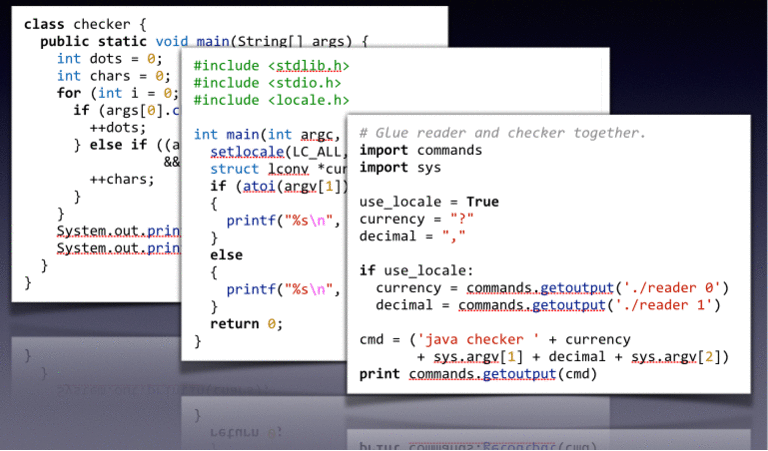 class checker {
public static void main(String[] args) {
int dots = 0;
int chars = 0;
for (int i = 0;
if (args[0].c
++dots;
} else if ((a
&&
++chars;
}
}
System.out.prin
System.out.prin
}
}
#include <stdlib.h>
#include <stdio.h>
#include <locale.h>
int main(int argc,
setlocale(LC_ALL,
struct lconv *cur
if (atoi(argv[1])
{
printf("%s\n",
}
else
{
printf("%s\n",
}
return 0;
}
# Glue reader and checker together.
import commands
import sys
use_locale = True
currency = "?"
decimal = ","
if use_locale:
currency = commands.getoutput('./reader 0')
decimal = commands.getoutput('./reader 1')
cmd = ('java checker ' + currency
+ sys.argv[1] + decimal + sys.argv[2])
print commands.getoutput(cmd)